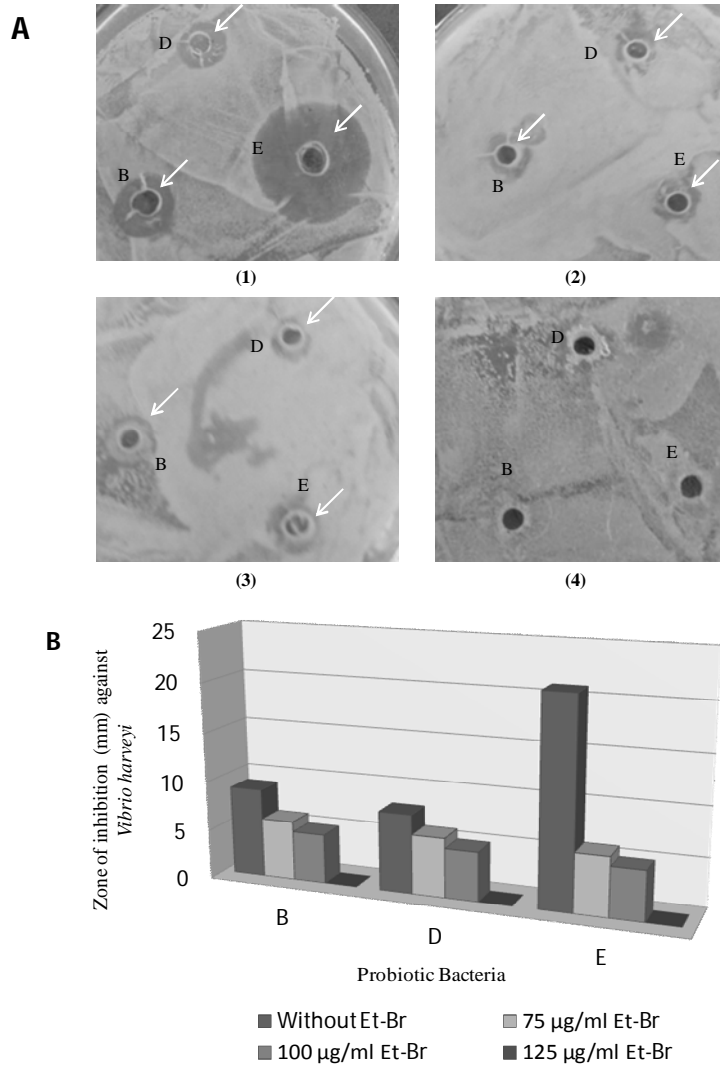 A
D
E
B
(1)
D
B
E
(2)
D
B
E
(3)
D
B
E
(4)
B
Zone of inhibition (mm) against
Vibrio harveyi
25
20
15
10
5
0
B
D
E
Probiotic Bacteria
Without Et-Br
75 µg/ml Et-Br
100 µg/ml Et-Br
125 µg/ml Et-Br